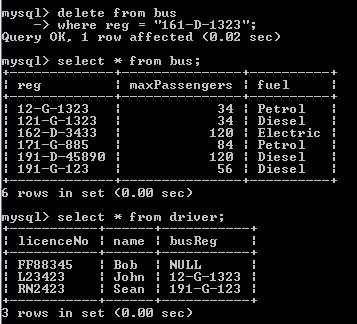 mysql> delete from bus
    -> where reg = "161-D-1323";
Query OK, 1 row affected (0.02 sec)
mysql> select * from bus;
+-------------+---------------+----------+
| reg         | maxPassengers | fuel     |
+-------------+---------------+----------+
| 12-G-1323   |            34 | Petrol   |
| 121-G-1323  |            34 | Diesel   |
| 162-D-3433  |           120 | Electric |
| 171-G-885   |            84 | Petrol   |
| 191-D-45890 |           120 | Diesel   |
| 191-G-123   |            56 | Diesel   |
+-------------+---------------+----------+
6 rows in set (0.00 sec)
mysql> select * from driver;
+-----------+------+-----------+
| licenceNo | name | busReg    |
+-----------+------+-----------+
| FF88345   | Bob  | NULL      |
| L23423    | John | 12-G-1323 |
| RN2423    | Sean | 191-G-123 |
+-----------+------+-----------+
3 rows in set (0.00 sec)